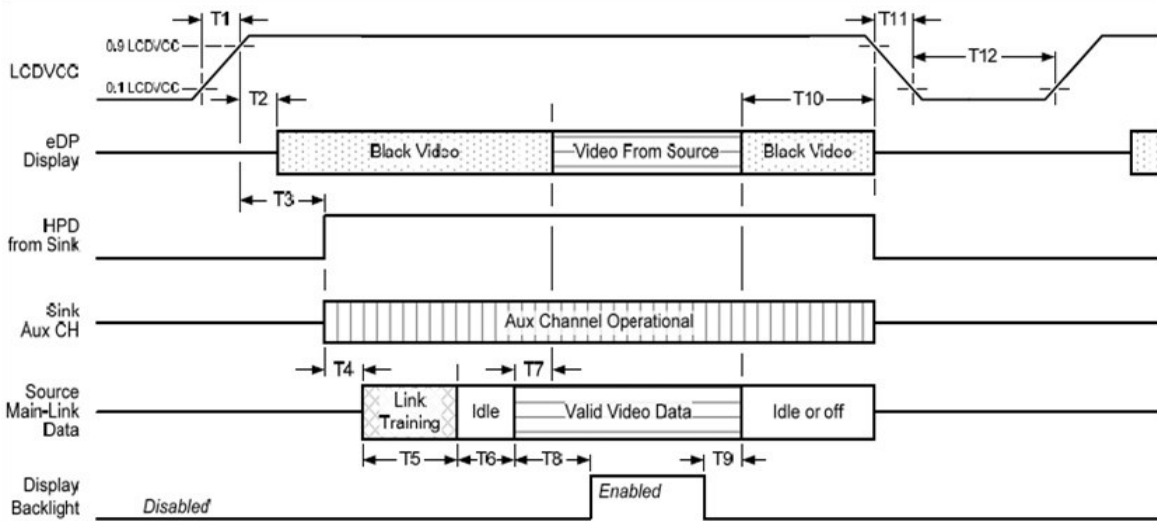 T1
T11
0.9 LCDVCC
LCDVCC
T12
0.1 LCDVCC
T2
T10
eDP
Display
Black Video
Video From Source
Black Video
T3
HPD
from Sink
Sink
Aux CH
Aux Channel Operational
T4
T7
Source
Main-Link
Data
Link
Training
Idle
Valid Video Data
Idle or off
T5
T6
T8
T9
Display
Backlight
Disabled
Enabled